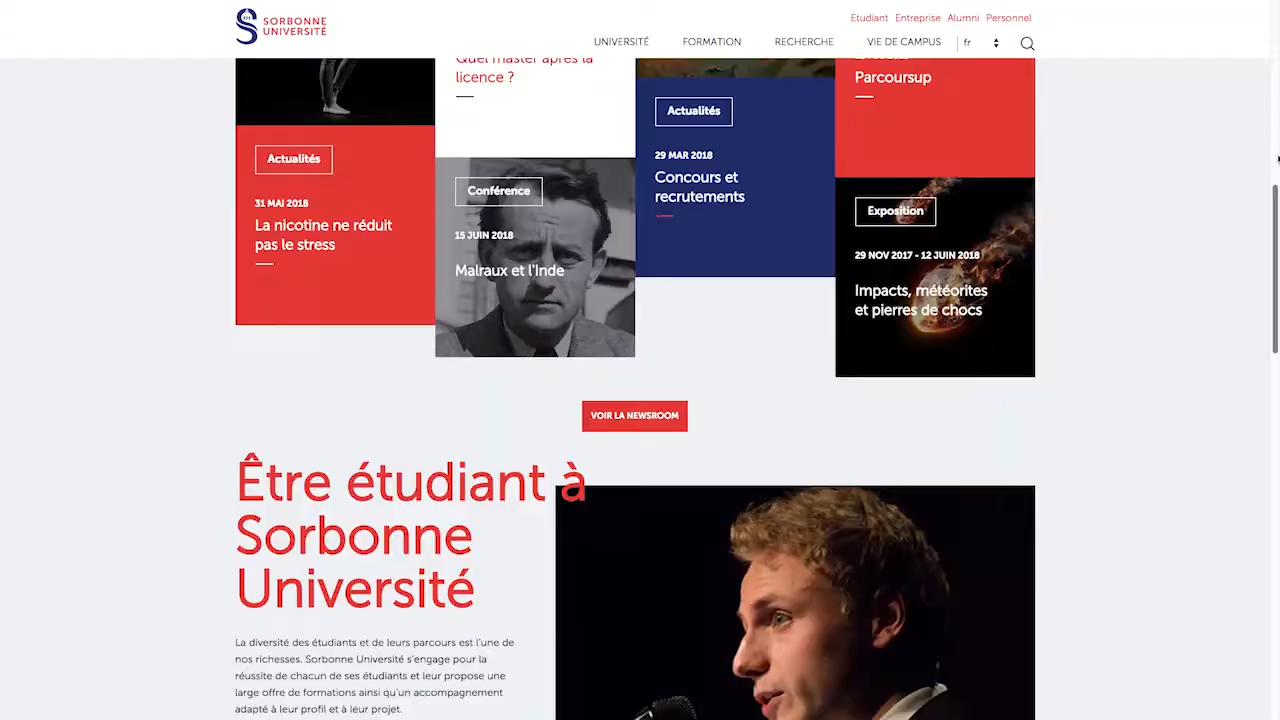 SORBONNE
UNIVERSITÉ
Etudiant Entreprise Alumni Personnel
UNIVERSITÉ FORMATION RECHERCHE VIE DE CAMPUS fr
Quel master après la
licence ?
Parcoursup
Actualités
31 MAI 2018
La nicotine ne réduit
pas le stress
Conférence
15 JUIN 2018
Malraux et l'Inde
Actualités
29 MAR 2018
Concours et
recrutements
Exposition
29 NOV 2017 - 12 JUIN 2018
Impacts, météorites
et pierres de chocs
VOIR LA NEWSROOM
Être étudiant à
Sorbonne
Université
La diversité des étudiants et de leurs parcours est l'une de
nos richesses. Sorbonne Université s'engage pour la
réussite de chacun de ses étudiants et leur propose une
large offre de formations ainsi qu'un accompagnement
adapté à leur profil et à leur projet.